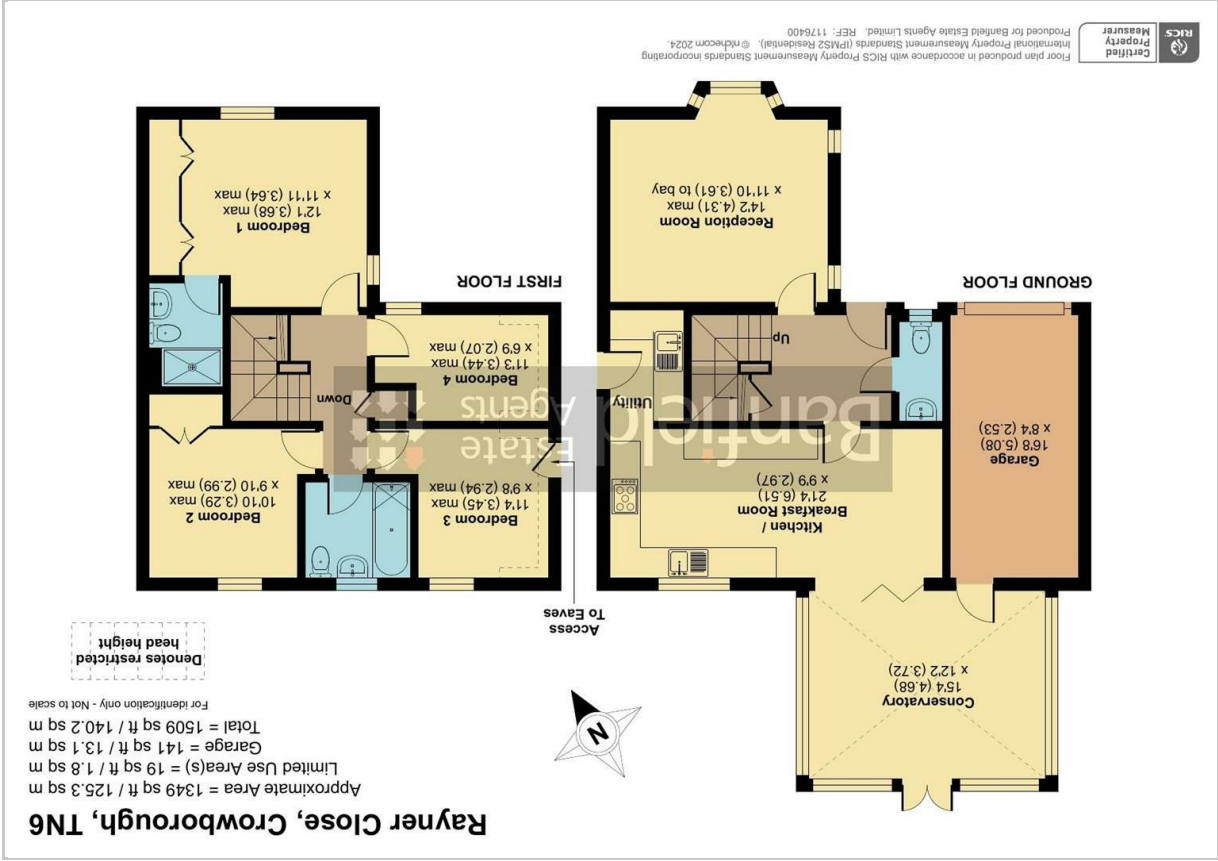 Rayner Close, Crowborough, TN6
Approximate Area = 1349 sq ft / 125.3 sq m
Limited Use Area(s) = 19 sq ft / 1.8 sq m
Garage = 141 sq ft / 13.1 sq m
Total = 1509 sq ft / 140.2 sq m
For identification only - Not to scale
Denotes restricted
head height
N
Conservatory
15'4 (4.68)
x 12'2 (3.72)
Garage
16'8 (5.08)
x 8'4 (2.53)
Kitchen /
Breakfast Room
21'4 (6.51)
x 9'9 (2.97)
Utility
Up
Reception Room
14'2 (4.31) max
x 11'10 (3.61) to bay
GROUND FLOOR
Access
To Eaves
Bedroom 3
11'4 (3.45) max
x 9'8 (2.94) max
Bedroom 2
10'10 (3.29) max
x 9'10 (2.99) max
Down
Bedroom 4
11'3 (3.44) max
x 6'9 (2.07) max
Bedroom 1
12'1 (3.68) max
x 11'11 (3.64) max
FIRST FLOOR
Banfield
Estate
Agents
RICS
Certified
Property
Measurer
Floor plan produced in accordance with RICS Property Measurement Standards incorporating
International Property Measurement Standards (IPMS2 Residential). © nichecom 2024.
Produced for Banfield Estate Agents Limited. REF: 1176400